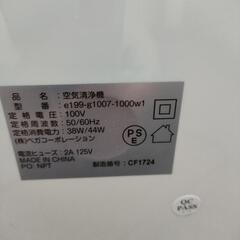 品名：空気清浄機
型番：e199-g1007-1000w1
定格電圧：100V
定格周波数：50/60Hz
定格消費電力：38W/44W
(株)ベガコーポレーション
電流ヒューズ：2A 125V
MADE IN CHINA
PO: NPT
製造番号：CF1724
PS
E
QC
PASS